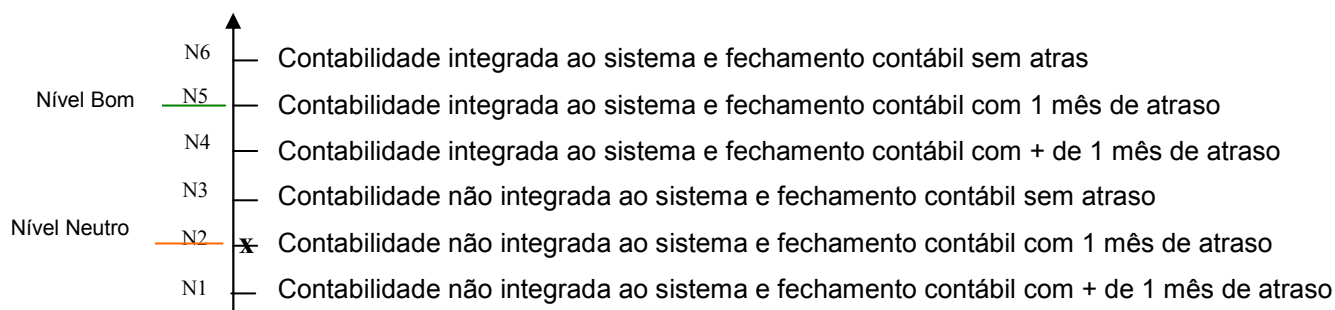 N6 Contabilidade integrada ao sistema e fechamento contábil sem atras
Nível Bom N5 Contabilidade integrada ao sistema e fechamento contábil com 1 mês de atraso
N4 Contabilidade integrada ao sistema e fechamento contábil com + de 1 mês de atraso
N3 Contabilidade não integrada ao sistema e fechamento contábil sem atraso
Nível Neutro N2 x Contabilidade não integrada ao sistema e fechamento contábil com 1 mês de atraso
N1 Contabilidade não integrada ao sistema e fechamento contábil com + de 1 mês de atraso